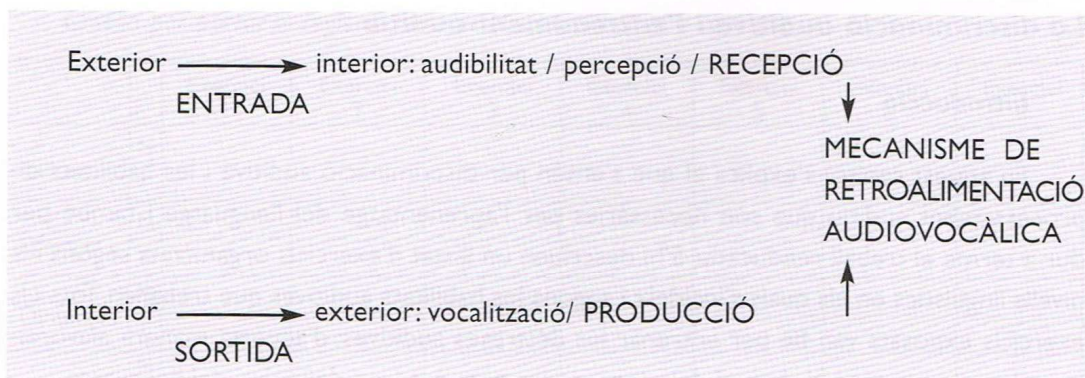 Exterior interior: audibilitat / percepció / RECEPCIÓ
ENTRADA
MECANISME DE
RETROALIMENTACIÓ
AUDIOVOCÀLICA
Interior exterior: vocalització/ PRODUCCIÓ
SORTIDA